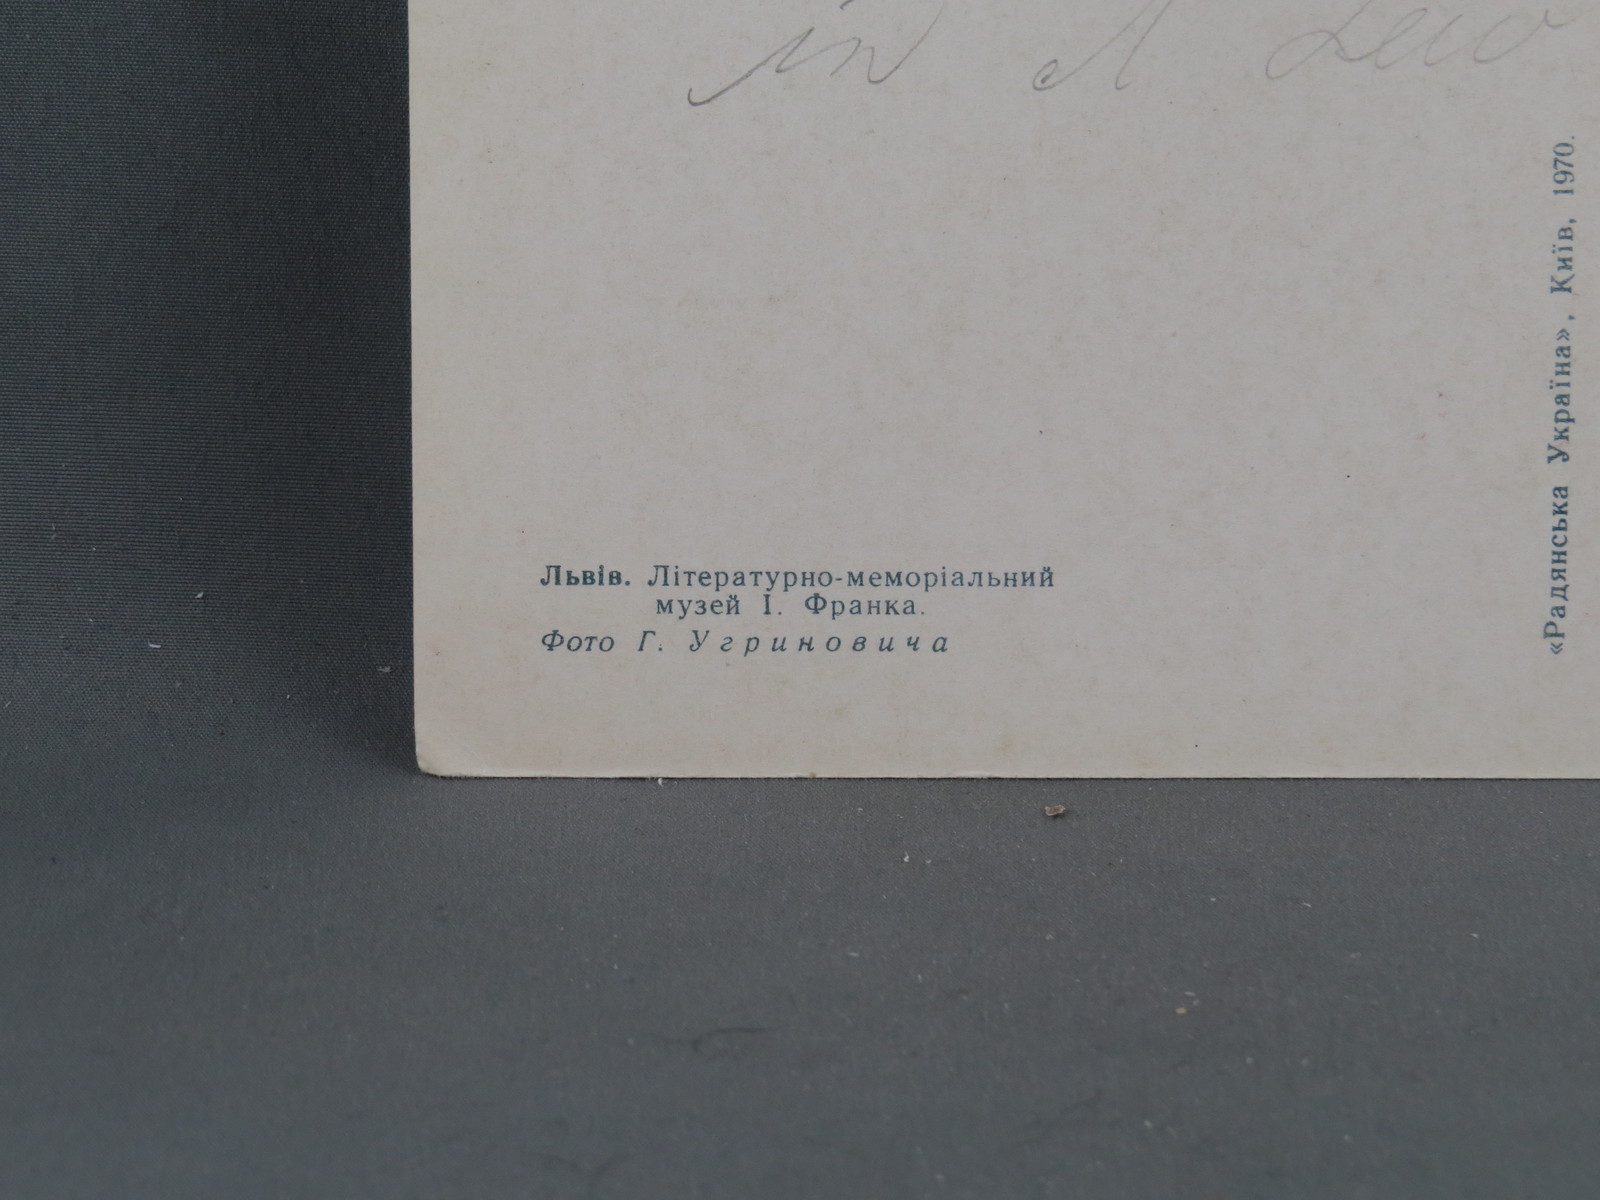 Львів. Літературно-меморіальний
музей І. Франка.
Фото Г. Угриновича
«Радянська Україна», Київ, 1970.